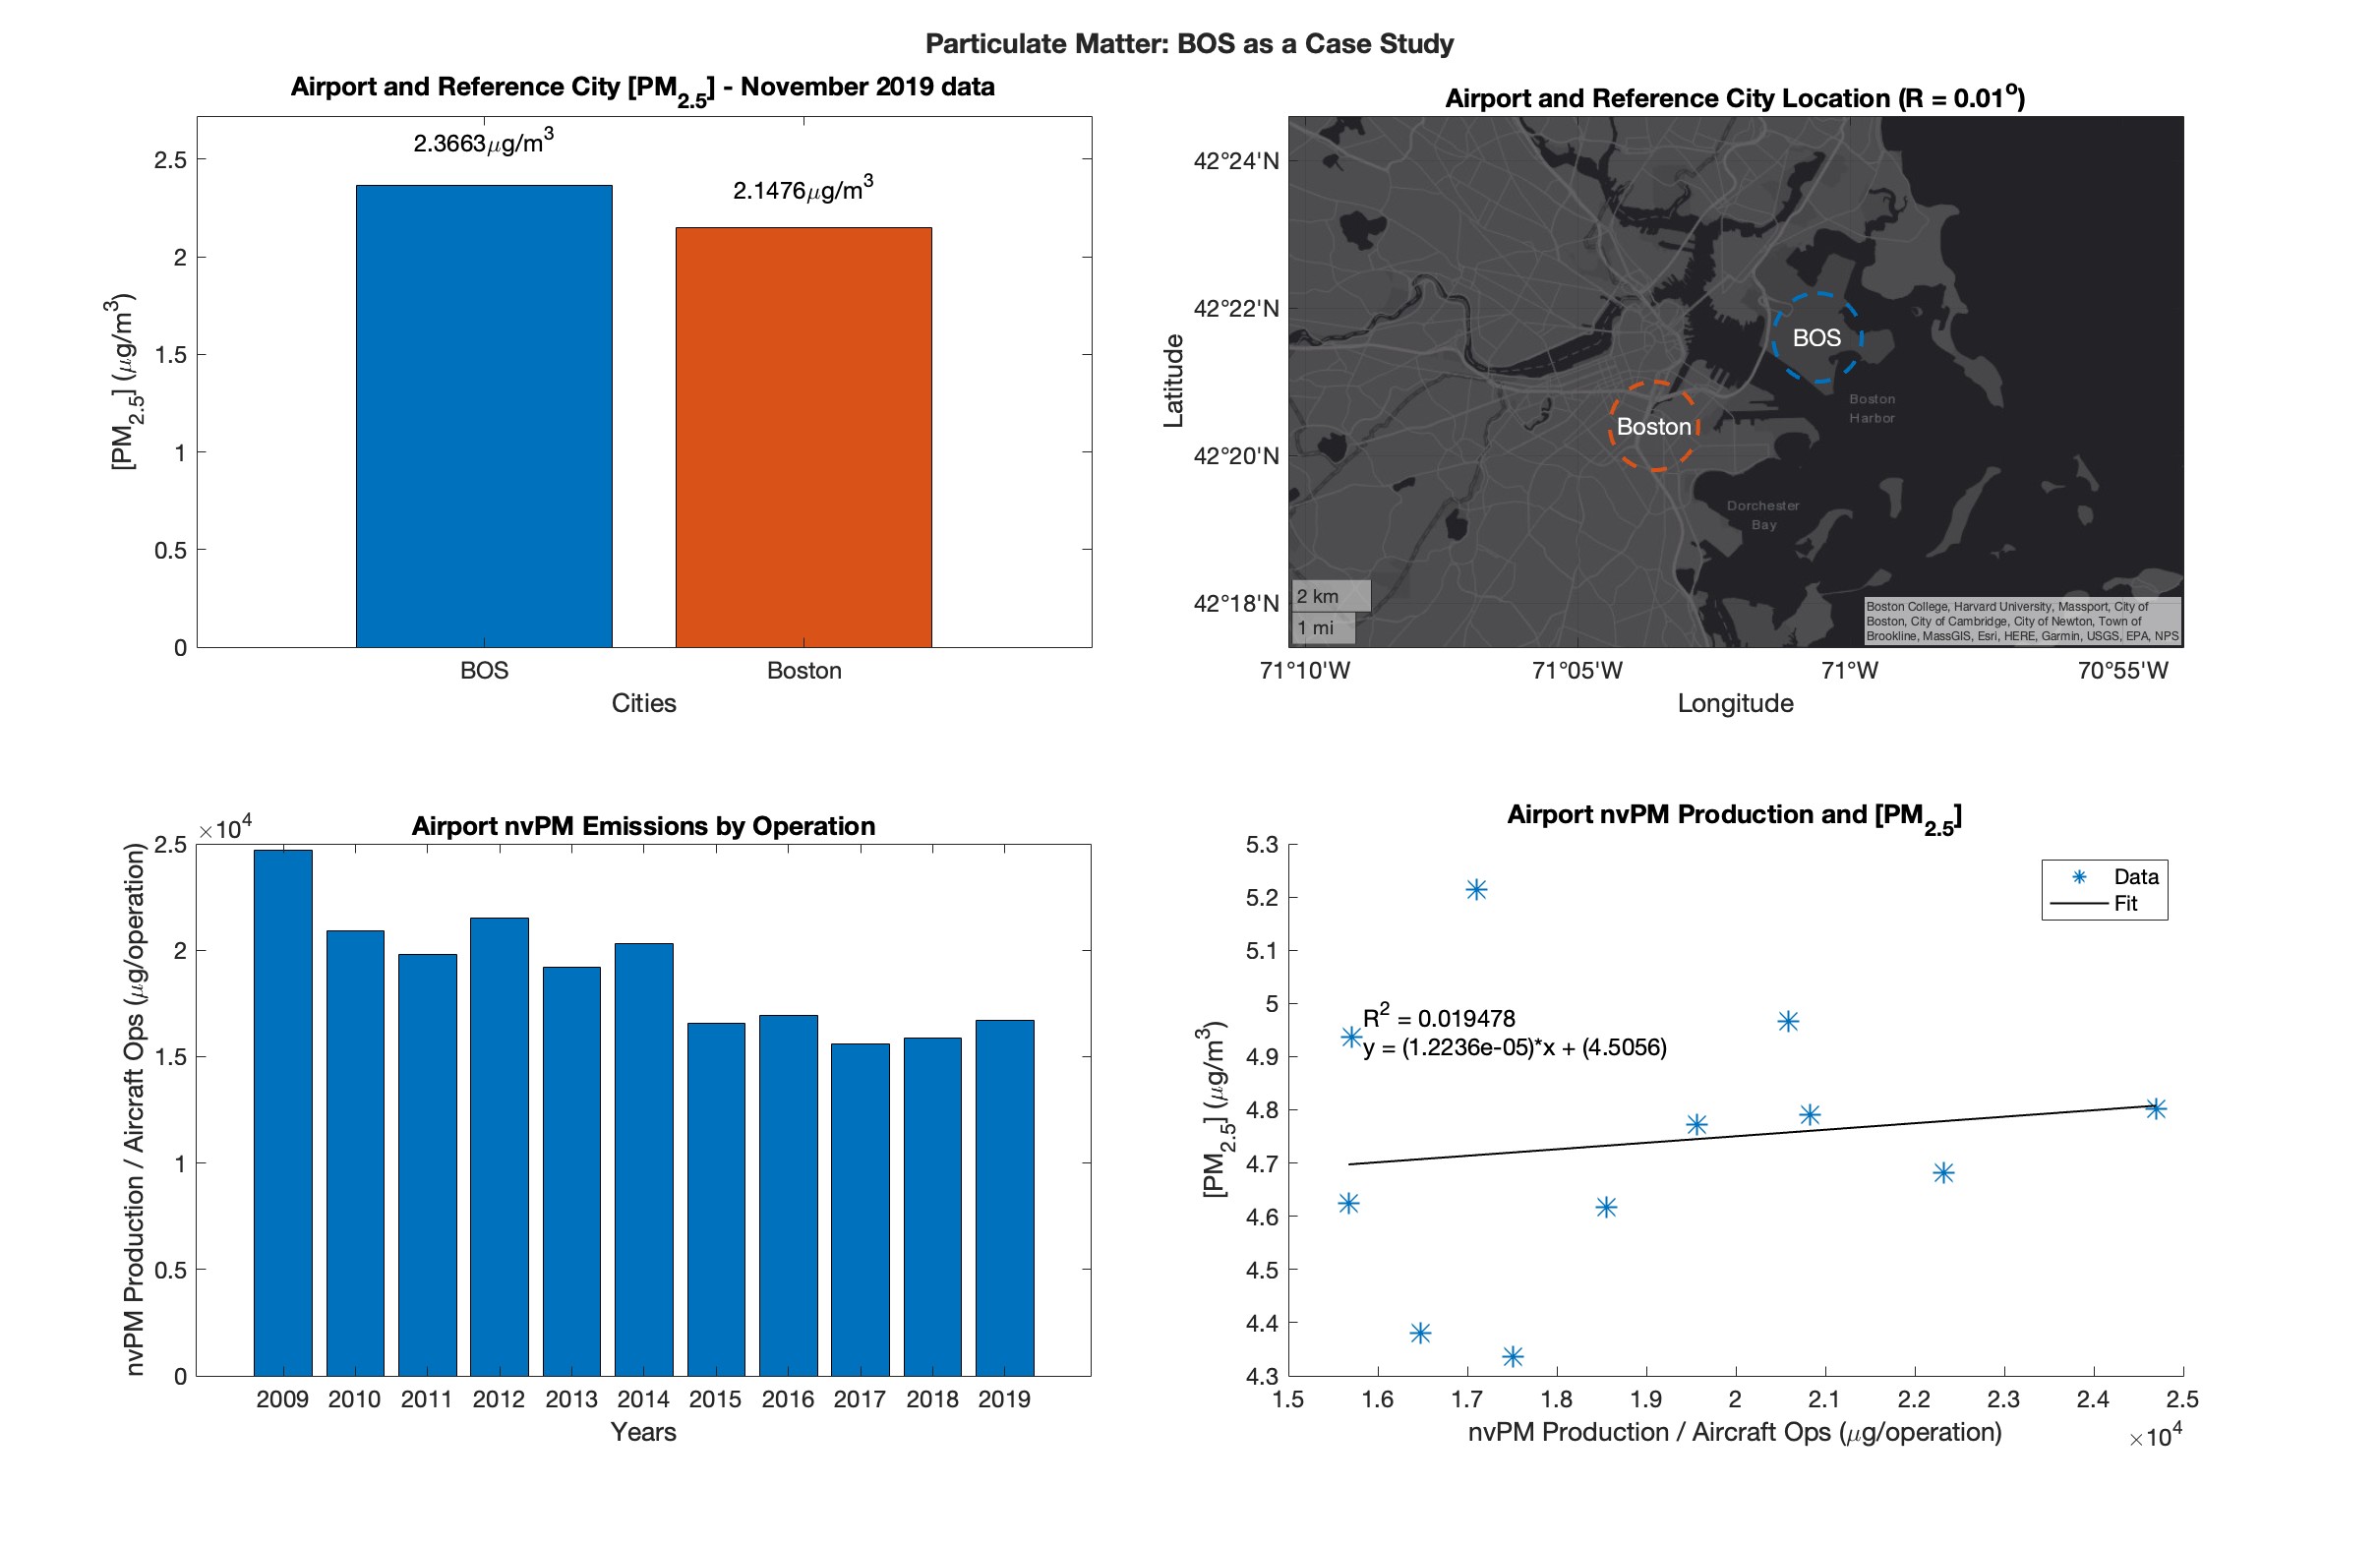 Particulate Matter: BOS as a Case Study
Airport and Reference City [PM2.5] - November 2019 data
2.3663μg/m³
2.1476μg/m³
[PM2.5] (μg/m³)
2.5
2
1.5
1
0.5
0
BOS Boston
Cities
Airport and Reference City Location (R = 0.01°)
Latitude
42°24'N
42°22'N
42°20'N
42°18'N
BOS
Boston
Boston
Harbor
Dorchester
Bay
2 km
1 mi
Boston College, Harvard University, Massport, City of
Boston, City of Cambridge, City of Newton, Town of
Brookline, MassGIS, Esri, HERE, Garmin, USGS, EPA, NPS
71°10'W 71°05'W 71°W 70°55'W
Longitude
Airport nvPM Emissions by Operation
×10⁴
nvPM Production / Aircraft Ops (μg/operation)
2.5
2
1.5
1
0.5
0
2009 2010 2011 2012 2013 2014 2015 2016 2017 2018 2019
Years
Airport nvPM Production and [PM2.5]
[PM2.5] (μg/m³)
5.3
5.2
5.1
5
4.9
4.8
4.7
4.6
4.5
4.4
4.3
Data
Fit
R² = 0.019478
y = (1.2236e-05)*x + (4.5056)
1.5 1.6 1.7 1.8 1.9 2 2.1 2.2 2.3 2.4 2.5
nvPM Production / Aircraft Ops (μg/operation)
×10⁴